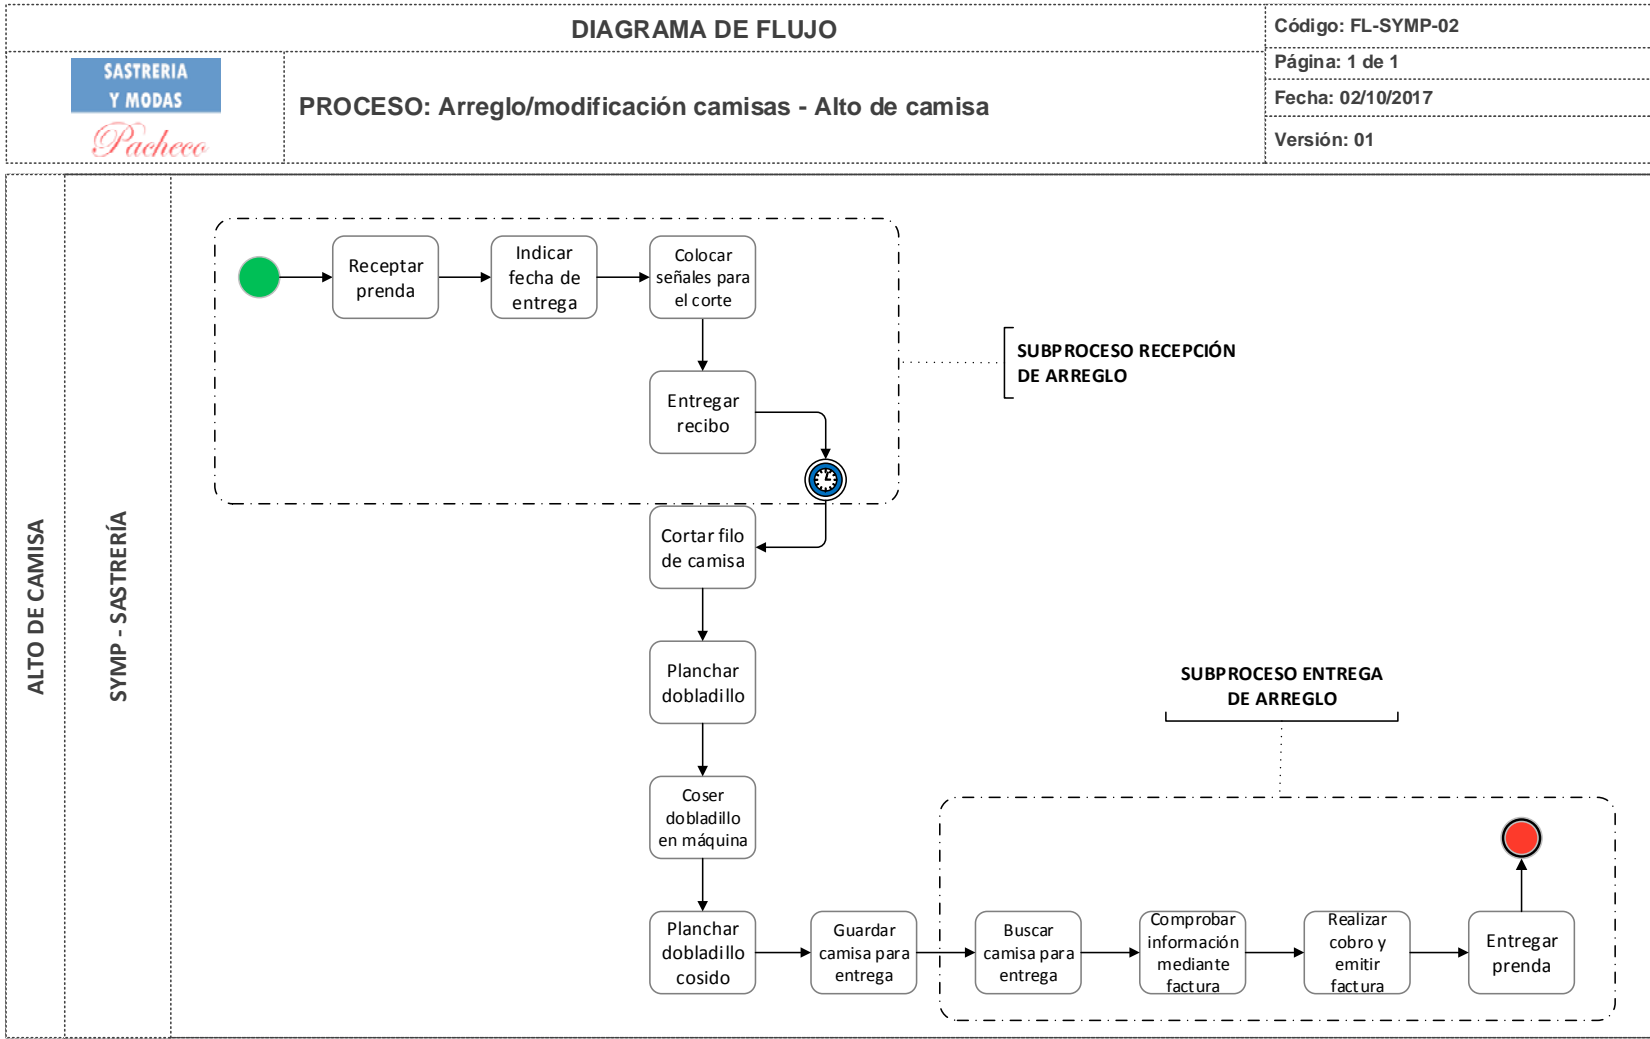 DIAGRAMA DE FLUJO
Código: FL-SYMP-02
Página: 1 de 1
Fecha: 02/10/2017
Versión: 01
SASTRERIA
Y MODAS
Pacheco
PROCESO: Arreglo/modificación camisas - Alto de camisa
ALTO DE CAMISA
SYMP - SASTRERÍA
Receptar
prenda
Indicar
fecha de
entrega
Colocar
señales para
el corte
Entregar
recibo
SUBPROCESO RECEPCIÓN
DE ARREGLO
Cortar filo
de camisa
Planchar
dobladillo
Coser
dobladillo
en máquina
Planchar
dobladillo
cosido
Guardar
camisa para
entrega
SUBPROCESO ENTREGA
DE ARREGLO
Buscar
camisa para
entrega
Comprobar
información
mediante
factura
Realizar
cobro y
emitir
factura
Entregar
prenda